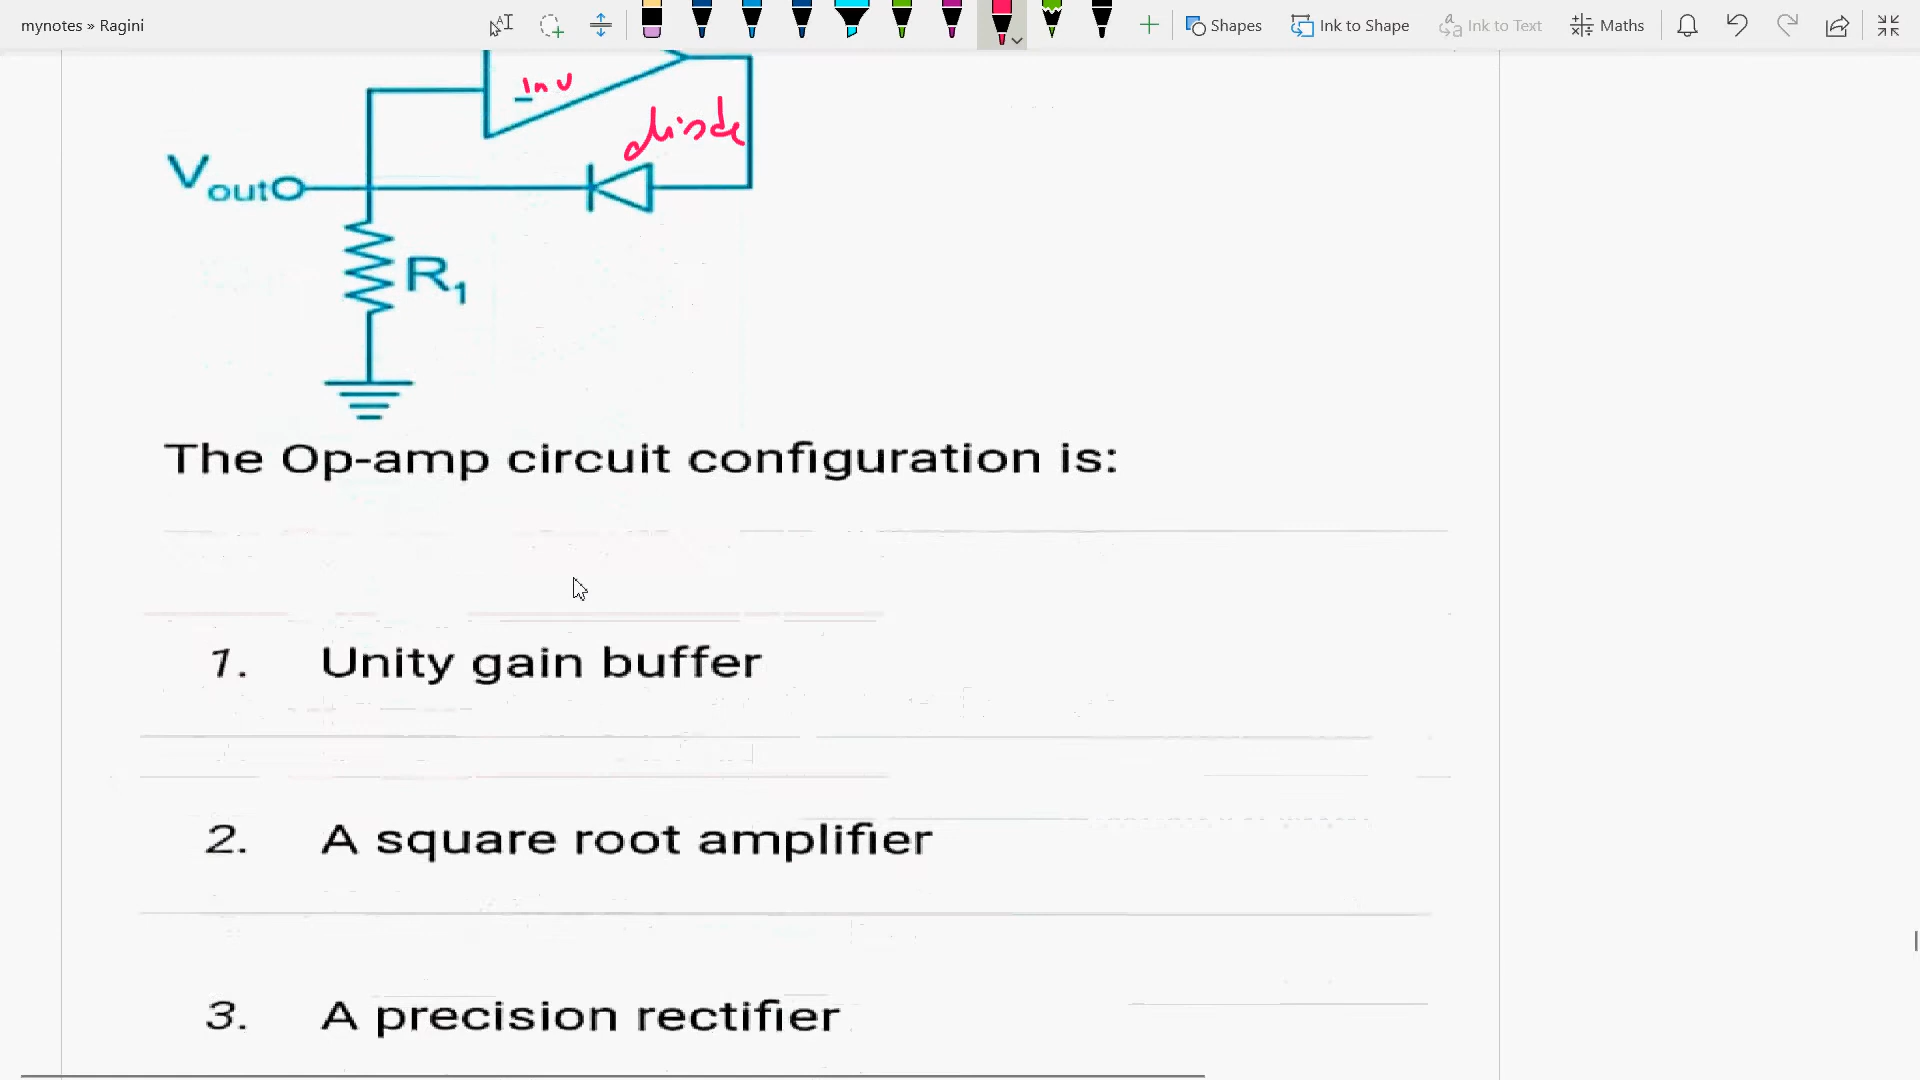 mynotes » Ragini
Shapes
Ink to Shape
Ink to Text
Maths
- Inv
diode
Vout
R1
The Op-amp circuit configuration is:
1. Unity gain buffer
2. A square root amplifier
3. A precision rectifier